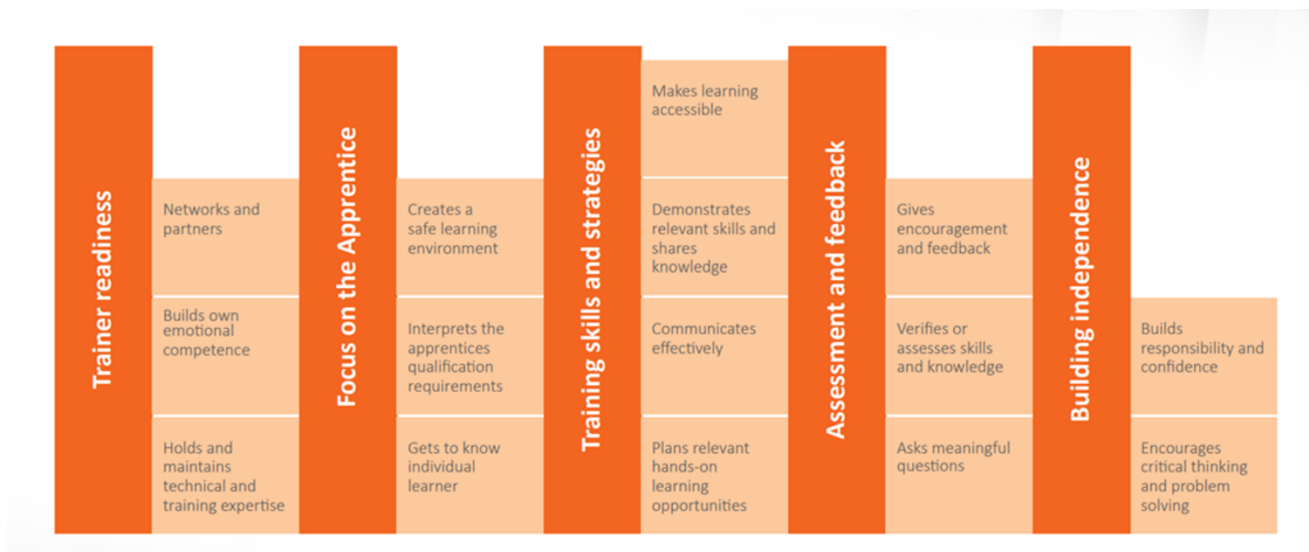 Trainer readiness
Networks and
partners
Builds own
emotional
competence
Holds and
maintains
technical and
training expertise
Focus on the Apprentice
Creates a
safe learning
environment
Interprets the
apprentices
qualification
requirements
Gets to know
individual
learner
Training skills and strategies
Makes learning
accessible
Demonstrates
relevant skills and
shares
knowledge
Communicates
effectively
Plans relevant
hands-on
learning
opportunities
Assessment and feedback
Gives
encouragement
and feedback
Verifies or
assesses skills
and knowledge
Asks meaningful
questions
Building independence
Builds
responsibility and
confidence
Encourages
critical thinking
and problem
solving